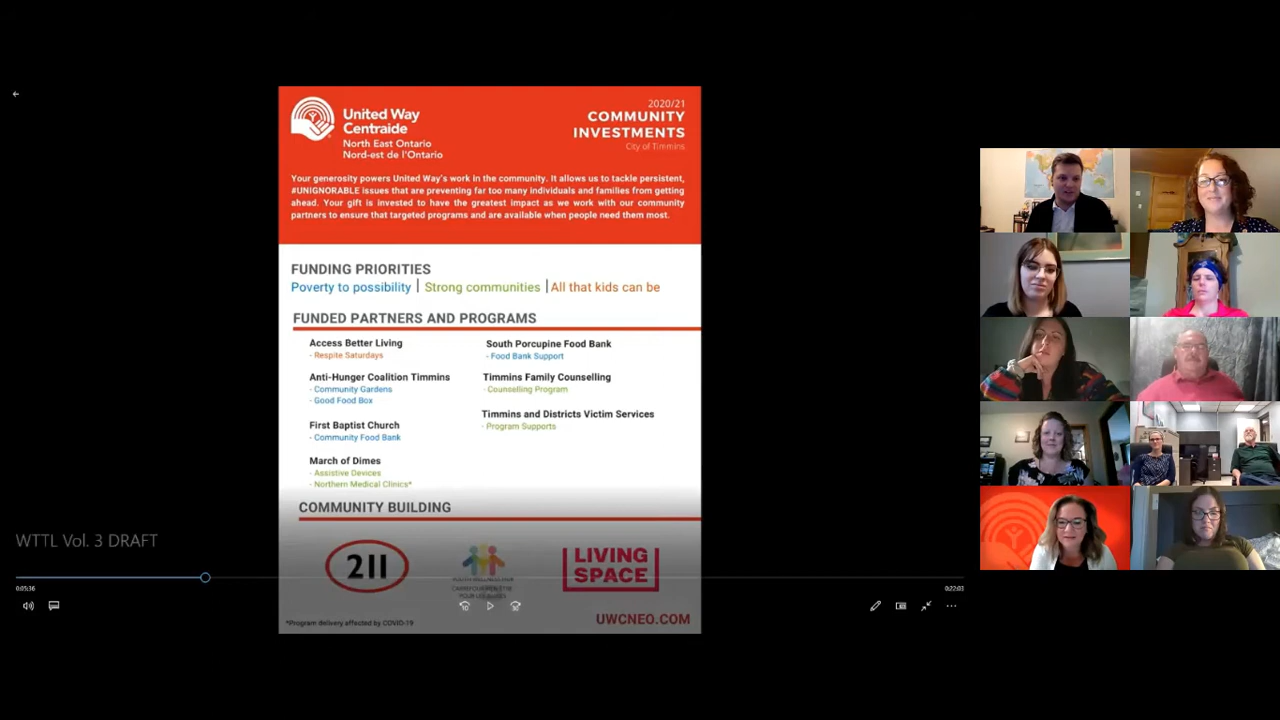 United Way
Centraide
North East Ontario
Nord-est de l'Ontario
2020/21
COMMUNITY
INVESTMENTS
City of Timmins
Your generosity powers United Way's work in the community. It allows us to tackle persistent,
#UNIGNORABLE issues that are preventing far too many individuals and families from getting
ahead. Your gift is invested to have the greatest impact as we work with our community
partners to ensure that targeted programs and are available when people need them most.
FUNDING PRIORITIES
Poverty to possibility | Strong communities | All that kids can be
FUNDED PARTNERS AND PROGRAMS
Access Better Living
- Respite Saturdays
Anti-Hunger Coalition Timmins
- Community Gardens
- Good Food Box
First Baptist Church
- Community Food Bank
March of Dimes
- Assistive Devices
- Northern Medical Clinics*
South Porcupine Food Bank
- Food Bank Support
Timmins Family Counselling
- Counselling Program
Timmins and Districts Victim Services
- Program Supports
COMMUNITY BUILDING
211
LIVING
SPACE
*Program delivery affected by COVID-19
UWCNEO.COM
WTTL Vol. 3 DRAFT
0:05:36
0:22:03
10
30